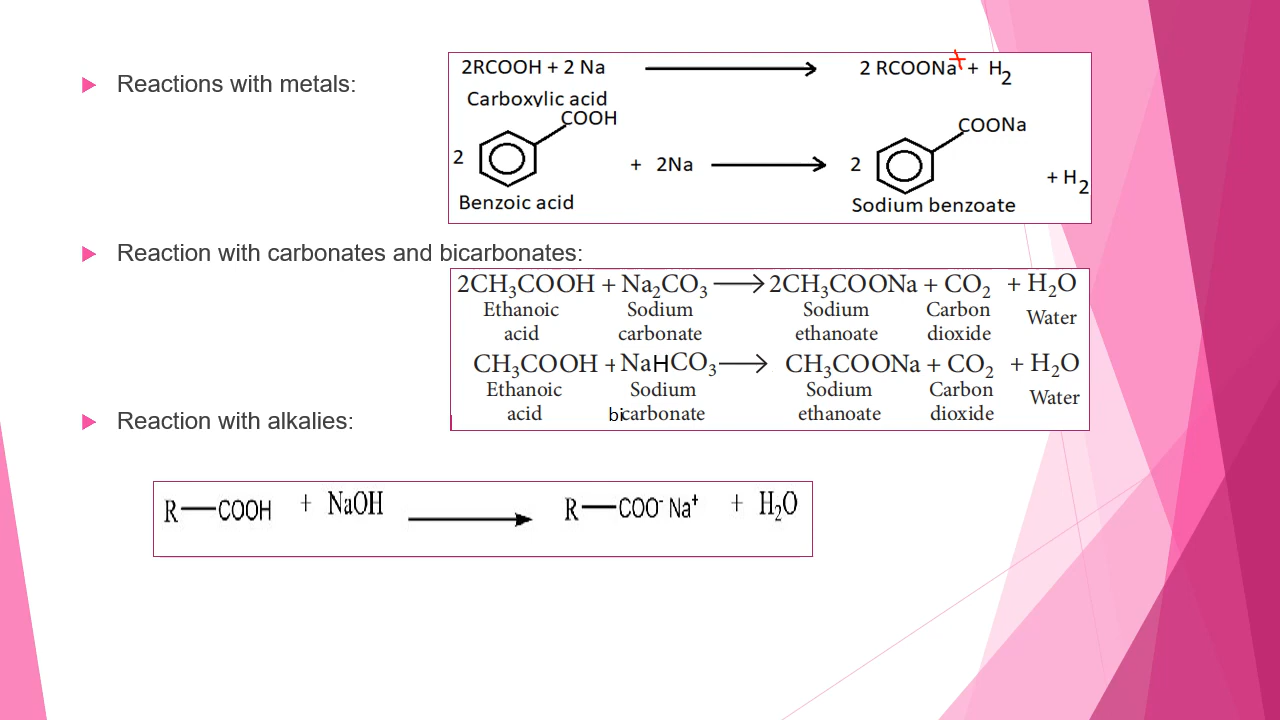 Reactions with metals:
2RCOOH + 2 Na ⟶ 2 RCOONa + + H₂
Carboxylic acid
COOH
COONa
2 + 2Na ⟶ 2 + H₂
Benzoic acid Sodium benzoate
Reaction with carbonates and bicarbonates:
2CH₃COOH + Na₂CO₃ ⟶ 2CH₃COONa + CO₂ + H₂O
Ethanoic Sodium Sodium Carbon Water
acid carbonate ethanoate dioxide
CH₃COOH + NaHCO₃ ⟶ CH₃COONa + CO₂ + H₂O
Ethanoic Sodium Sodium Carbon Water
acid bicarbonate ethanoate dioxide
Reaction with alkalies:
R—COOH + NaOH ⟶ R—COO⁻ Na⁺ + H₂O